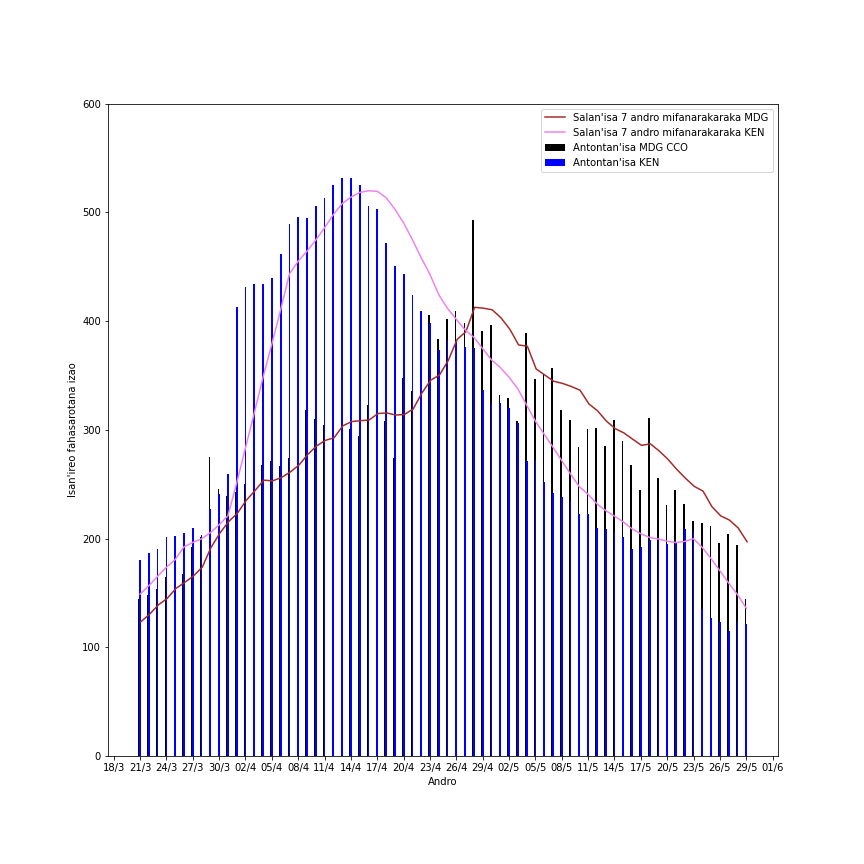 600
500
400
300
200
100
0
Isan'ireo fahasarotana izao
Salan'isa 7 andro mifanarakaraka MDG
Salan'isa 7 andro mifanarakaraka KEN
Antontan'isa MDG CCO
Antontan'isa KEN
18/3 21/3 24/3 27/3 30/3 02/4 05/4 08/4 11/4 14/4 17/4 20/4 23/4 26/4 29/4 02/5 05/5 08/5 11/5 14/5 17/5 20/5 23/5 26/5 29/5 01/6
Andro